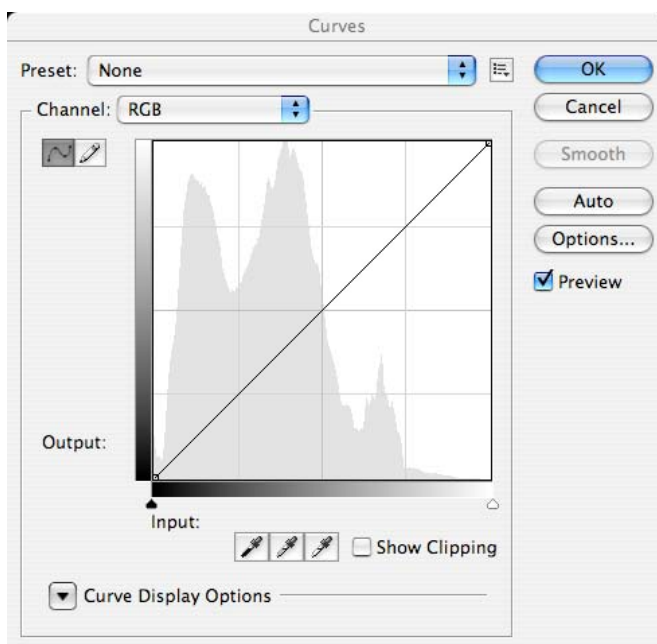 Curves
Preset: None
OK
Channel: RGB
Cancel
Smooth
Auto
Options...
Preview
Output:
Input:
Show Clipping
Curve Display Options